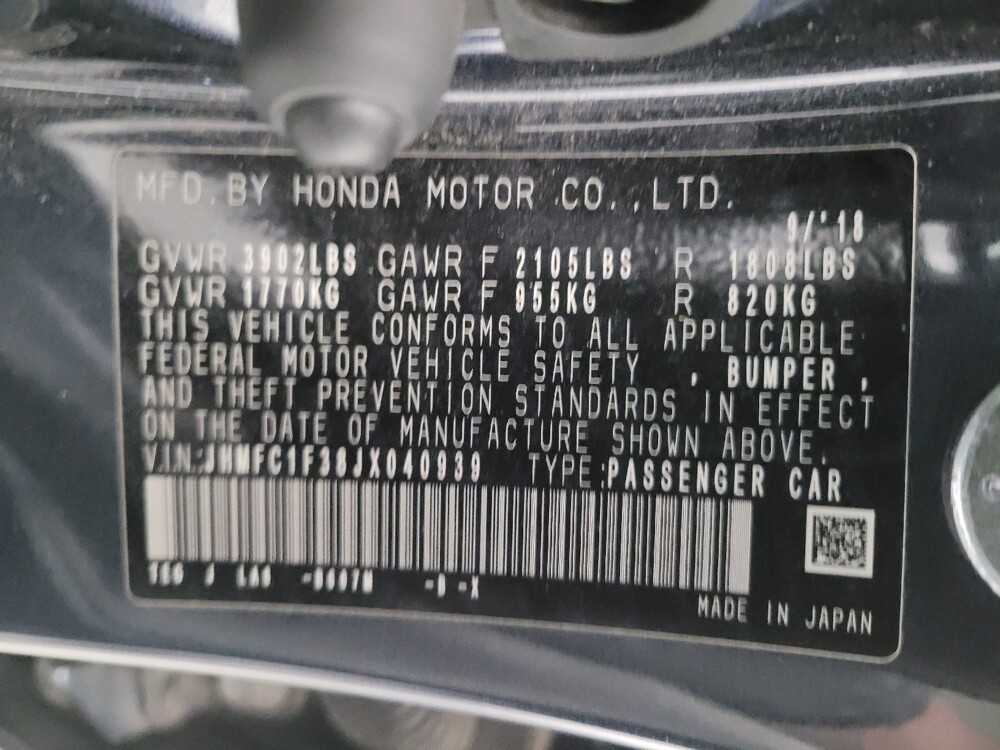 MFD. BY HONDA MOTOR CO., LTD.
9/'18
GVWR 3902LBS GAWR F 2105LBS R 1808LBS
GVWR 1770KG GAWR F 955KG R 820KG
THIS VEHICLE CONFORMS TO ALL APPLICABLE
FEDERAL MOTOR VEHICLE SAFETY , BUMPER ,
AND THEFT PREVENTION STANDARDS IN EFFECT
ON THE DATE OF MANUFACTURE SHOWN ABOVE.
V.I.N.:JHMFC1F38JX040939 TYPE:PASSENGER CAR
J
MADE IN JAPAN